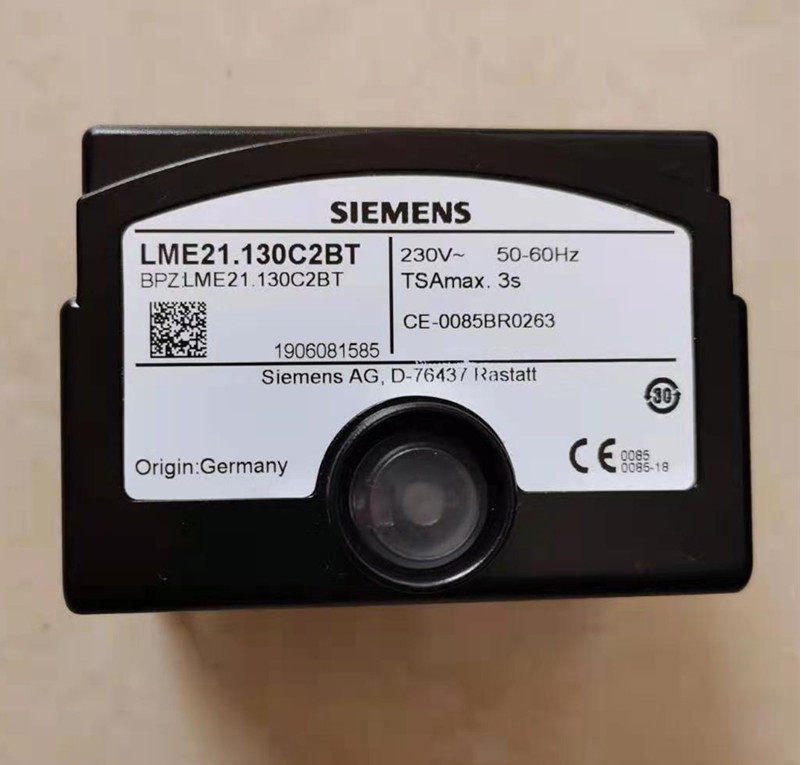 SIEMENS
LME21.130C2BT
BPZ:LME21.130C2BT
1906081585
230V~ 50-60Hz
TSAmax. 3s
CE-0085BR0263
Siemens AG, D-76437 Rastatt
30
Origin:Germany
CE 0085
0085-18